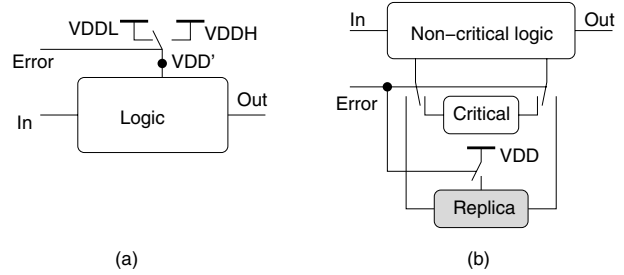 VDDL
VDDH
Error
VDD'
In
Logic
Out
(a)
In
Non-critical logic
Out
Error
Critical
VDD
Replica
(b)